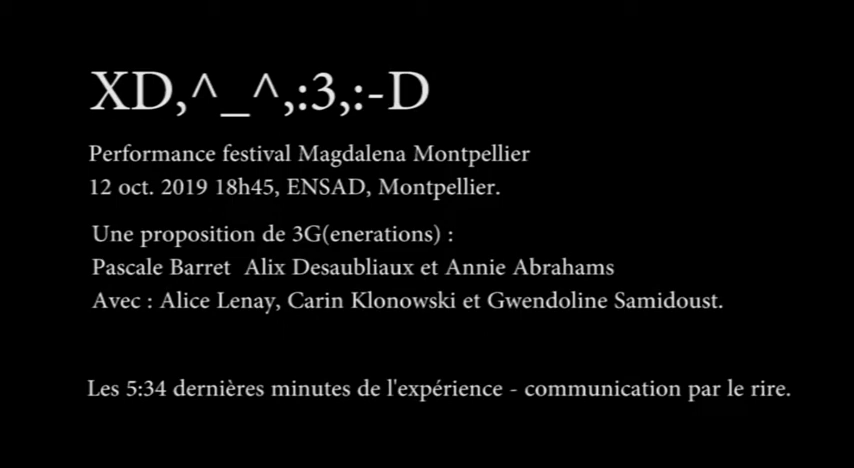 XD,^_^,:3,:-D
Performance festival Magdalena Montpellier
12 oct. 2019 18h45, ENSAD, Montpellier.
Une proposition de 3G(enerations) :
Pascale Barret  Alix Desaubliaux et Annie Abrahams
Avec : Alice Lenay, Carin Klonowski et Gwendoline Samidoust.
Les 5:34 dernières minutes de l'expérience - communication par le rire.